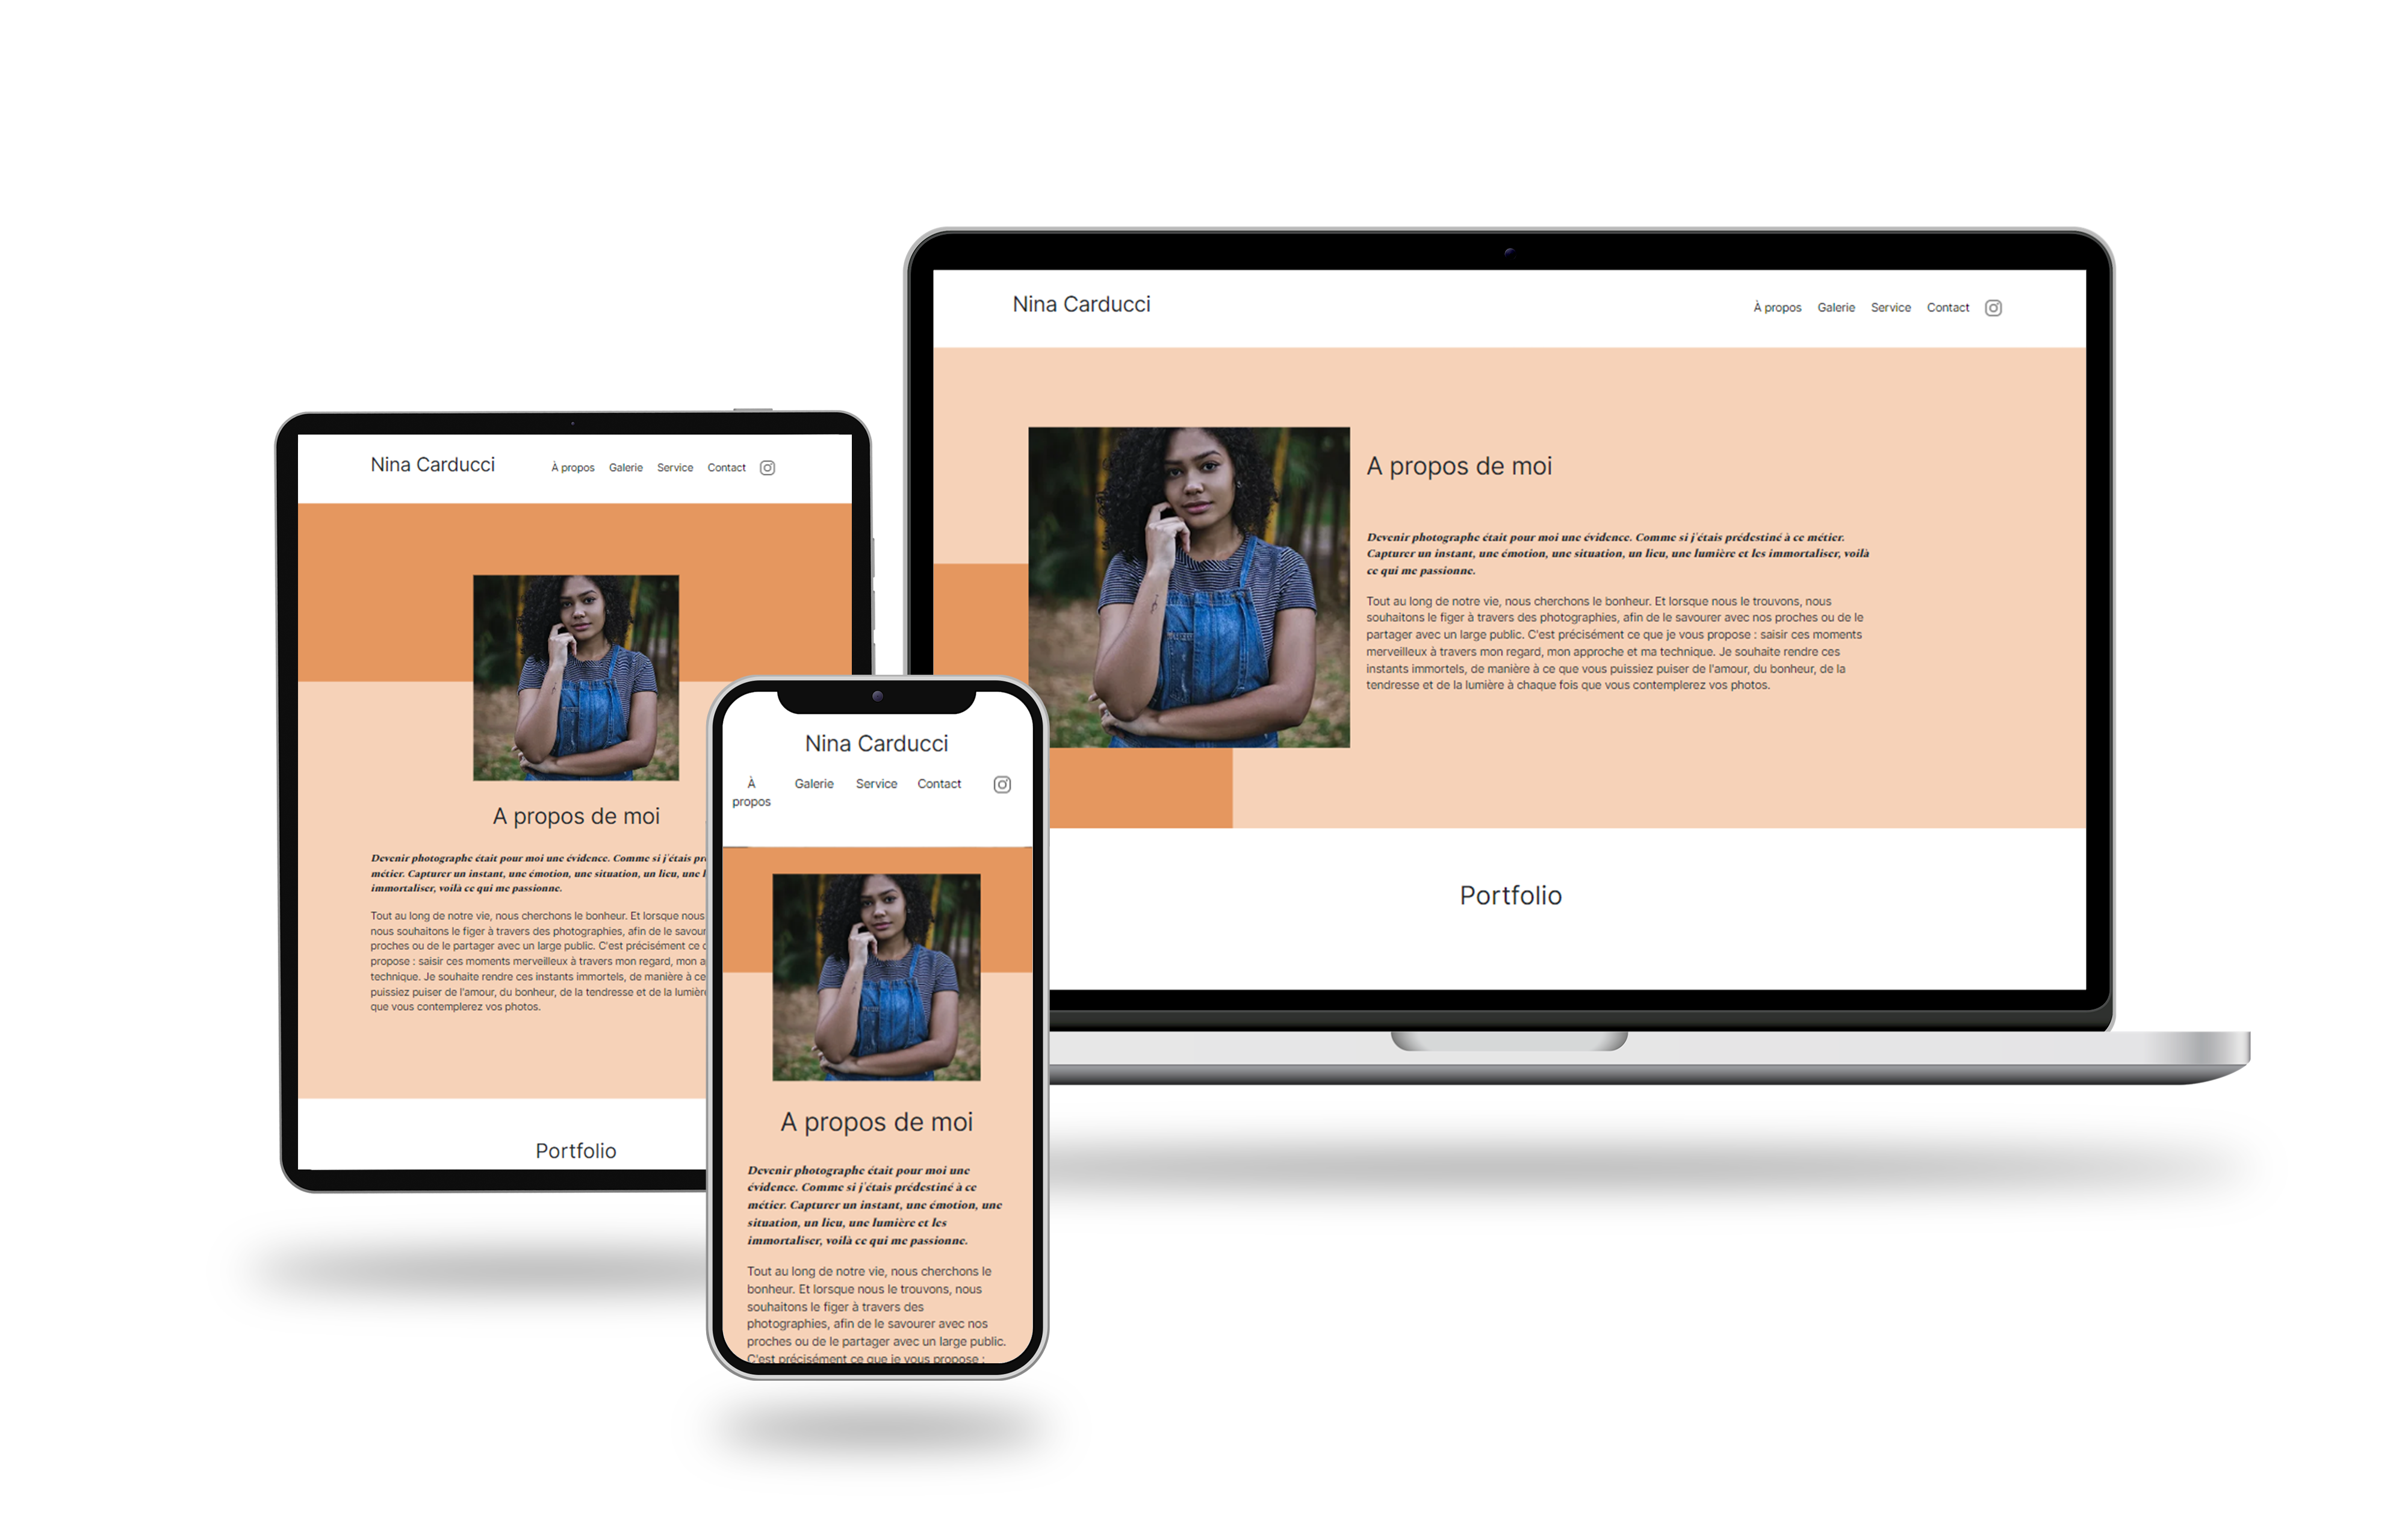 Nina Carducci
À propos Galerie Service Contact
A propos de moi
Devenir photographe était pour moi une évidence. Comme si j'étais prédestiné à ce métier.
Capturer un instant, une émotion, une situation, un lieu, une lumière et les immortaliser, voilà
ce qui me passionne.
Tout au long de notre vie, nous cherchons le bonheur. Et lorsque nous le trouvons, nous
souhaitons le figer à travers des photographies, afin de le savourer avec nos proches ou de le
partager avec un large public. C'est précisément ce que je vous propose : saisir ces moments
merveilleux à travers mon regard, mon approche et ma technique. Je souhaite rendre ces
instants immortels, de manière à ce que vous puissiez puiser de l'amour, du bonheur, de la
tendresse et de la lumière à chaque fois que vous contemplerez vos photos.
Portfolio
Nina Carducci
À propos Galerie Service Contact
A propos de moi
Devenir photographe était pour moi une évidence. Comme si j'étais
métier. Capturer un instant, une émotion, une situation, un lieu, une
immortaliser, voilà ce qui me passionne.
Tout au long de notre vie, nous cherchons le bonheur. Et lorsque nous
nous souhaitons le figer à travers des photographies, afin de le savour
proches ou de le partager avec un large public. C'est précisément ce
propose : saisir ces moments merveilleux à travers mon regard, mon
technique. Je souhaite rendre ces instants immortels, de manière à ce
puissiez puiser de l'amour, du bonheur, de la tendresse et de la lumière
que vous contemplerez vos photos.
Portfolio
Nina Carducci
À Galerie Service Contact
propos
A propos de moi
Devenir photographe était pour moi une
évidence. Comme si j'étais prédestiné à ce
métier. Capturer un instant, une émotion, une
situation, un lieu, une lumière et les
immortaliser, voilà ce qui me passionne.
Tout au long de notre vie, nous cherchons le
bonheur. Et lorsque nous le trouvons, nous
souhaitons le figer à travers des
photographies, afin de le savourer avec nos
proches ou de le partager avec un large public.
C'est précisément ce que je vous propose :